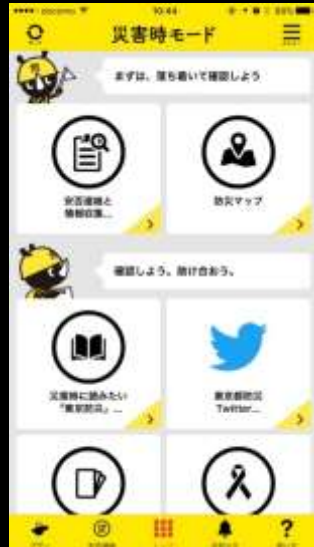 docomo
10:44
災害時モード
まずは、落ち着いて確認しよう
安否連絡と
情報収集...
防災マップ
確認しよう。助け合おう。
災害時に読みたい
「東京防災」...
東京都防災
Twitter...
?